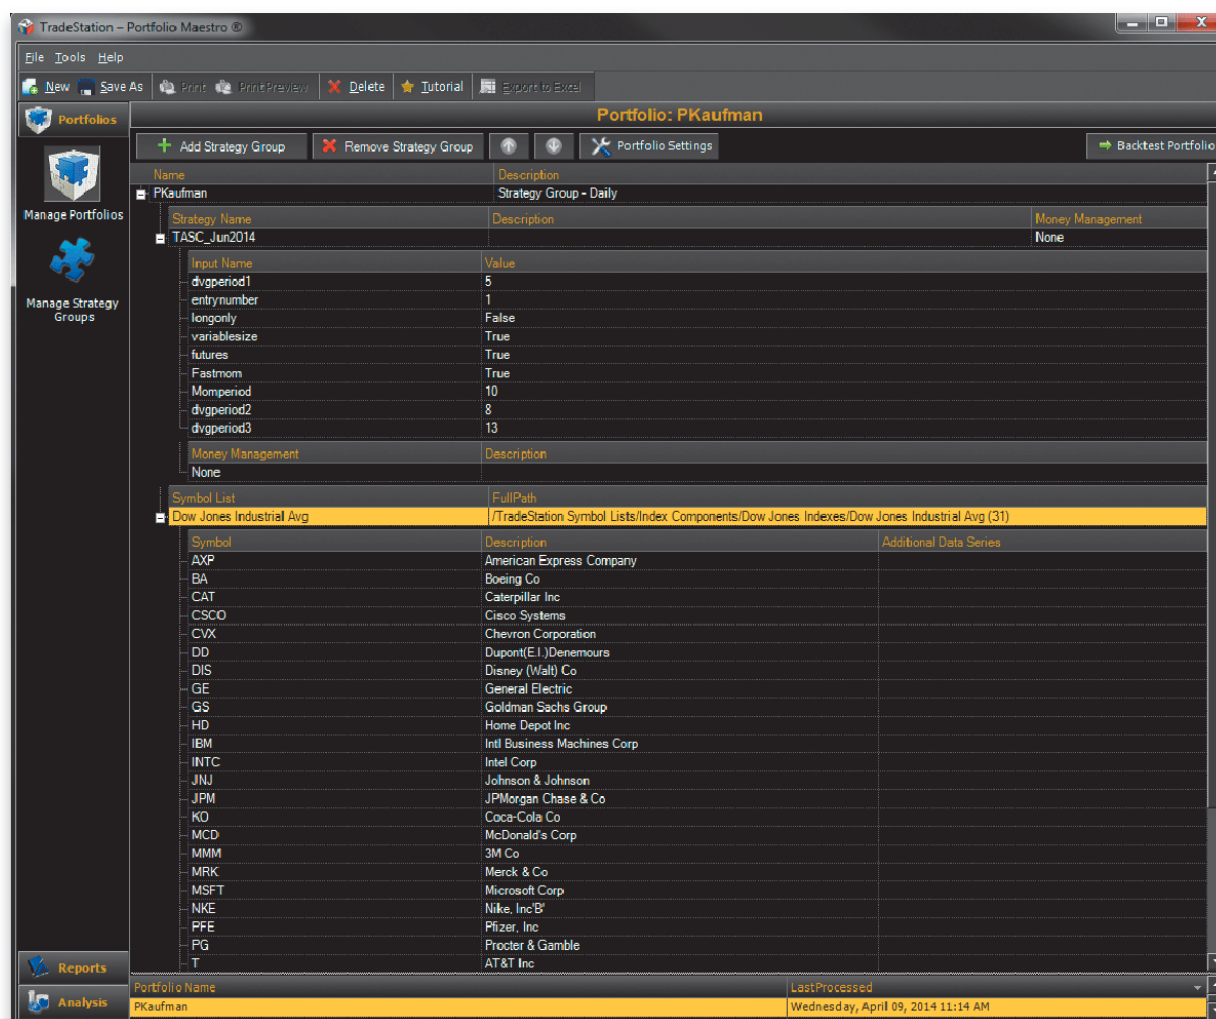 TradeStation – Portfolio Maestro ®
File Tools Help
New Save As Print Print Preview Delete Tutorial Export to Excel
Portfolios Portfolio: PKaufman
Add Strategy Group Remove Strategy Group Portfolio Settings Backtest Portfolio
Name Description
PKaufman Strategy Group - Daily
Manage Portfolios
Strategy Name Description Money Management
TASC_Jun2014 None
Input Name Value
dvgperiod1 5
entrynumber 1
Manage Strategy Groups
longonly False
variablesize True
futures True
Fastmom True
Momperiod 10
dvgperiod2 8
dvgperiod3 13
Money Management Description
None
Symbol List FullPath
Dow Jones Industrial Avg /TradeStation Symbol Lists/Index Components/Dow Jones Indexes/Dow Jones Industrial Avg (31)
Symbol Description Additional Data Series
AXP American Express Company
BA Boeing Co
CAT Caterpillar Inc
CSCO Cisco Systems
CVX Chevron Corporation
DD Dupont(E.I.)Denemours
DIS Disney (Walt) Co
GE General Electric
GS Goldman Sachs Group
HD Home Depot Inc
IBM Intl Business Machines Corp
INTC Intel Corp
JNJ Johnson & Johnson
JPM JPMorgan Chase & Co
KO Coca-Cola Co
MCD McDonald's Corp
MMM 3M Co
MRK Merck & Co
MSFT Microsoft Corp
NKE Nike, Inc'B'
PFE Pfizer, Inc
PG Procter & Gamble
T AT&T Inc
Reports
Portfolio Name LastProcessed
Analysis
PKaufman Wednesday, April 09, 2014 11:14 AM